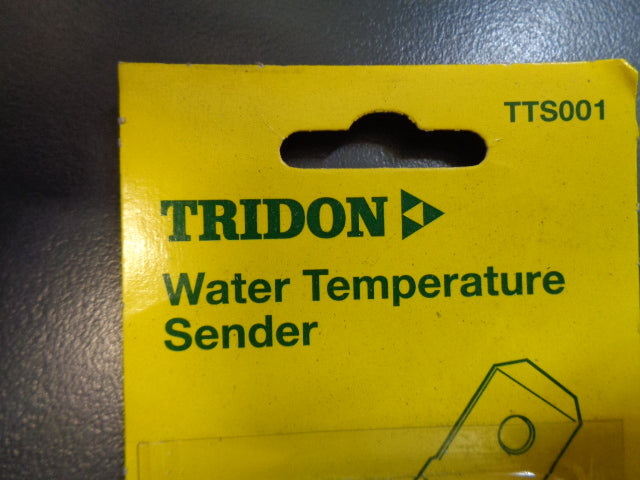 TTS001
TRIDON
Water Temperature
Sender